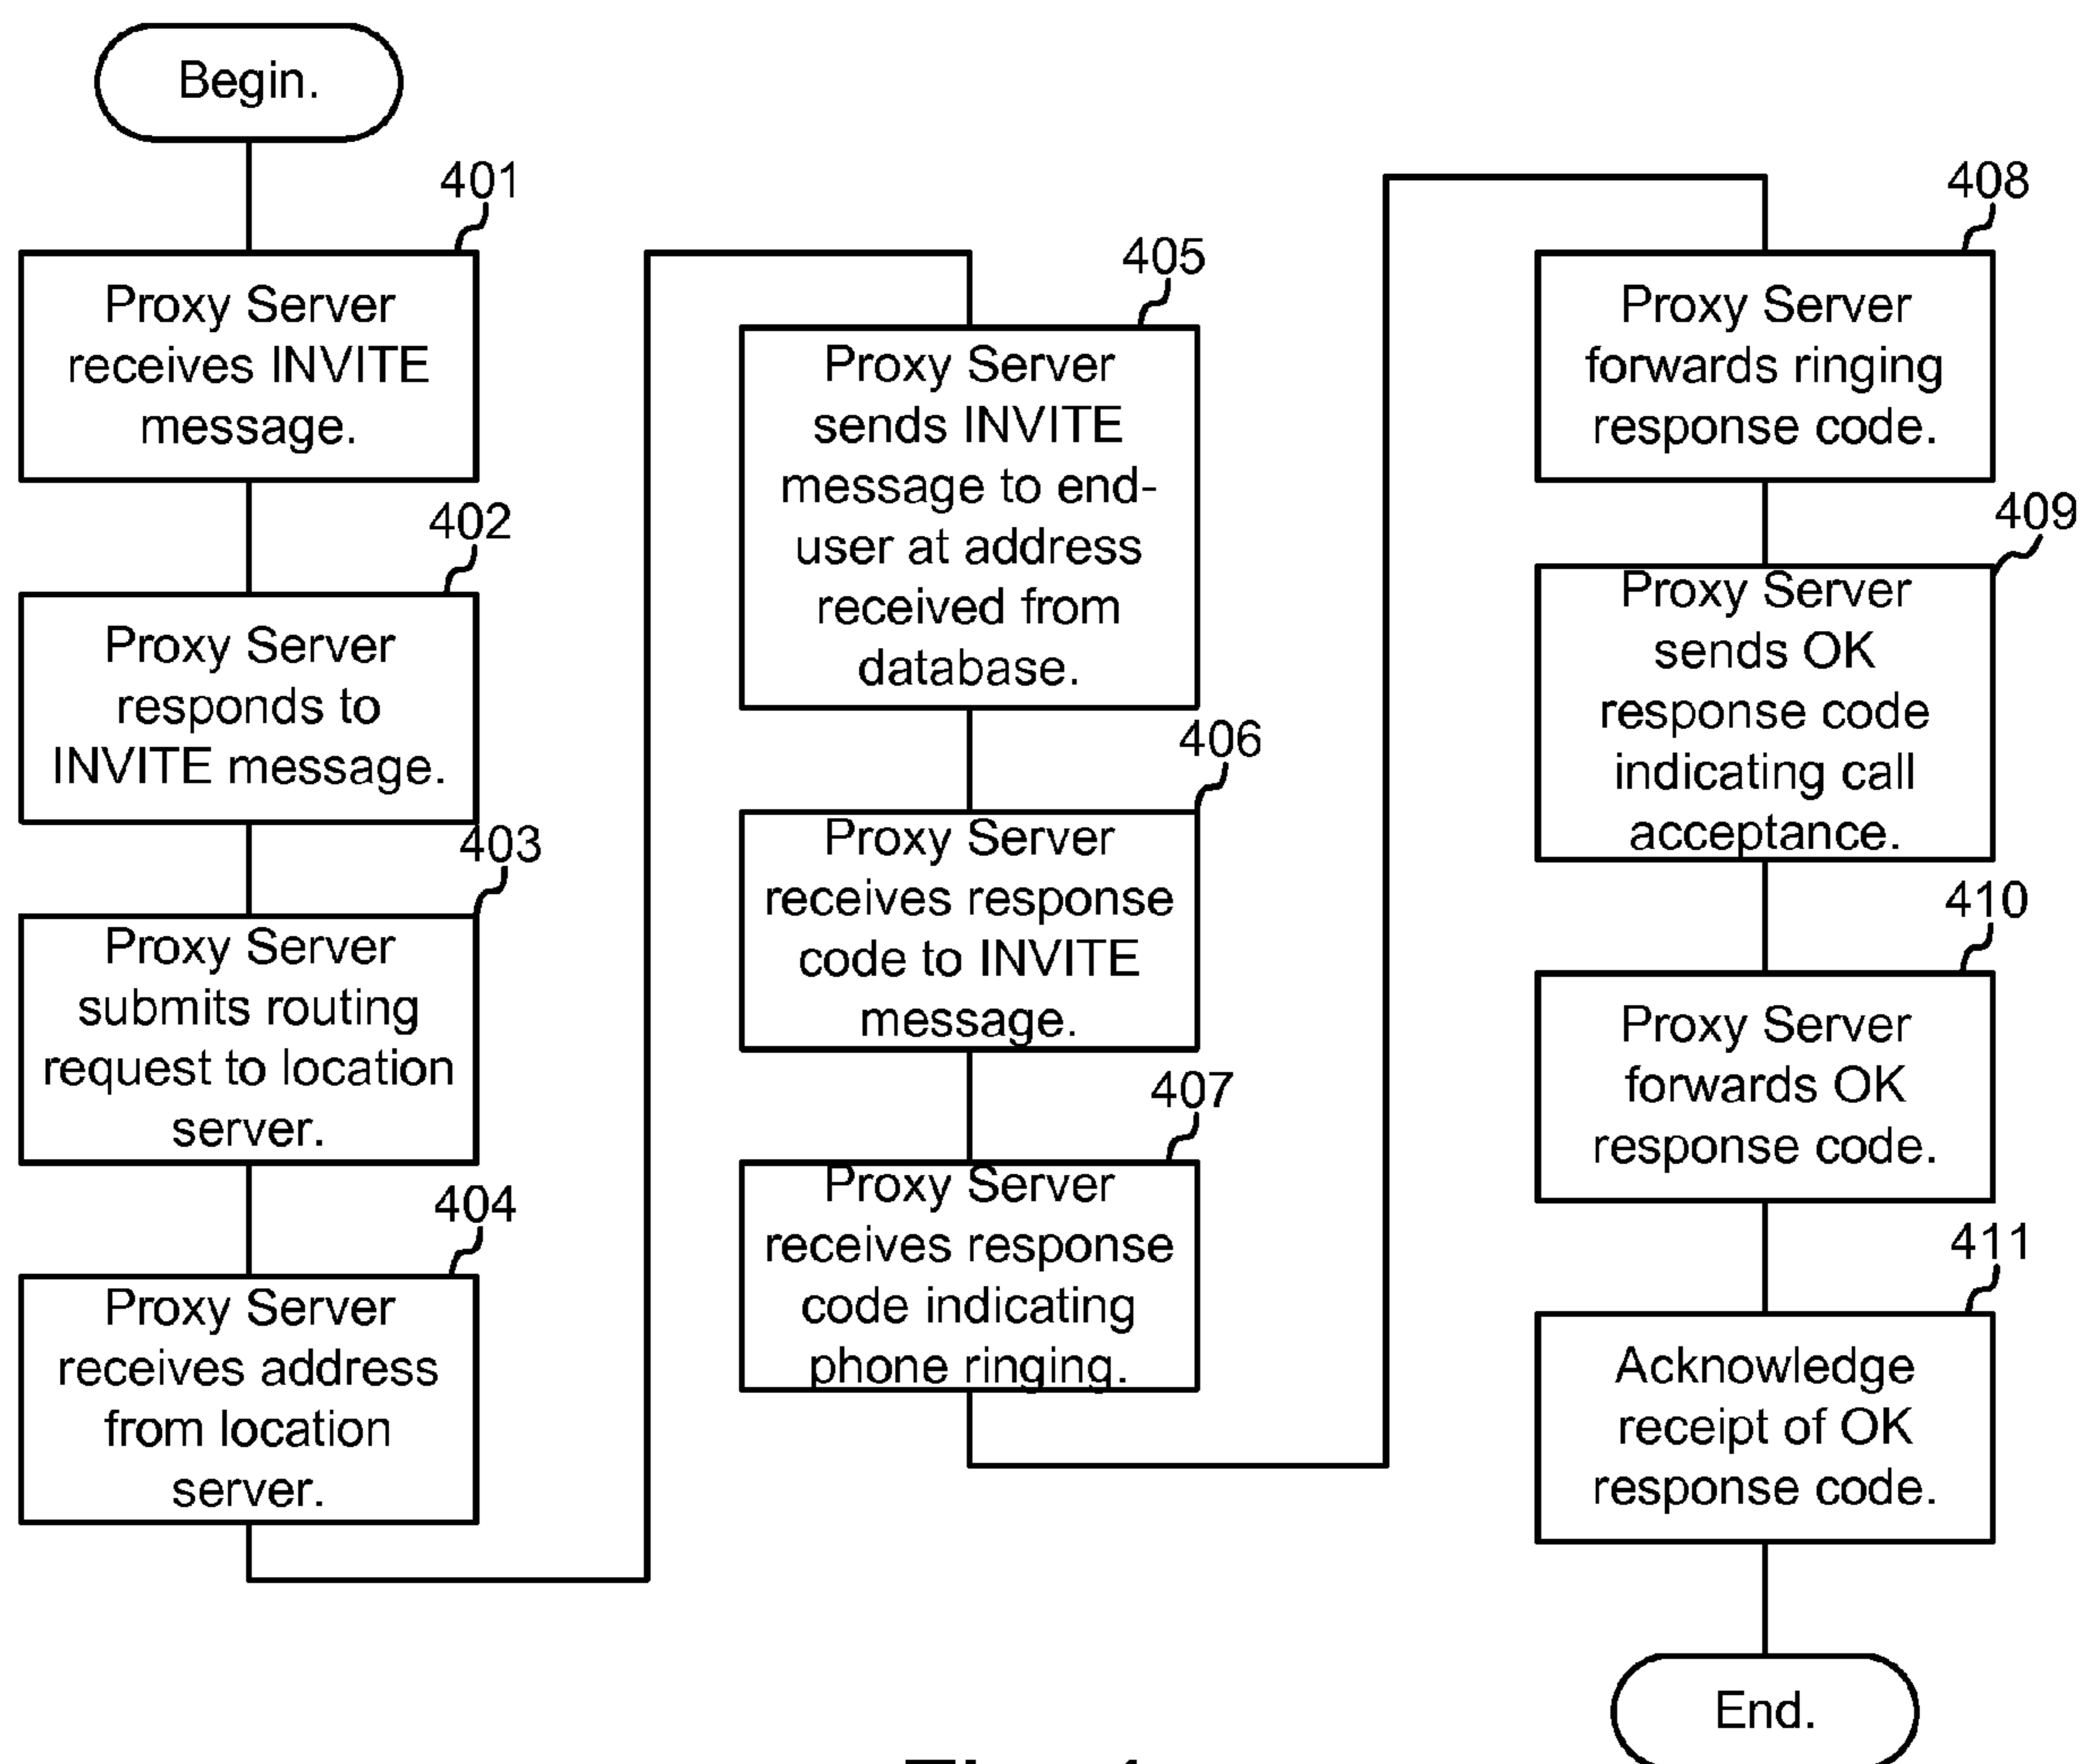 Begin.
401
Proxy Server
receives INVITE
message.
402
Proxy Server
responds to
INVITE message.
403
Proxy Server
submits routing
request to location
server.
404
Proxy Server
receives address
from location
server.
405
Proxy Server
sends INVITE
message to end-
user at address
received from
database.
406
Proxy Server
receives response
code to INVITE
message.
407
Proxy Server
receives response
code indicating
phone ringing.
408
Proxy Server
forwards ringing
response code.
409
Proxy Server
sends OK
response code
indicating call
acceptance.
410
Proxy Server
forwards OK
response code.
411
Acknowledge
receipt of OK
response code.
End.